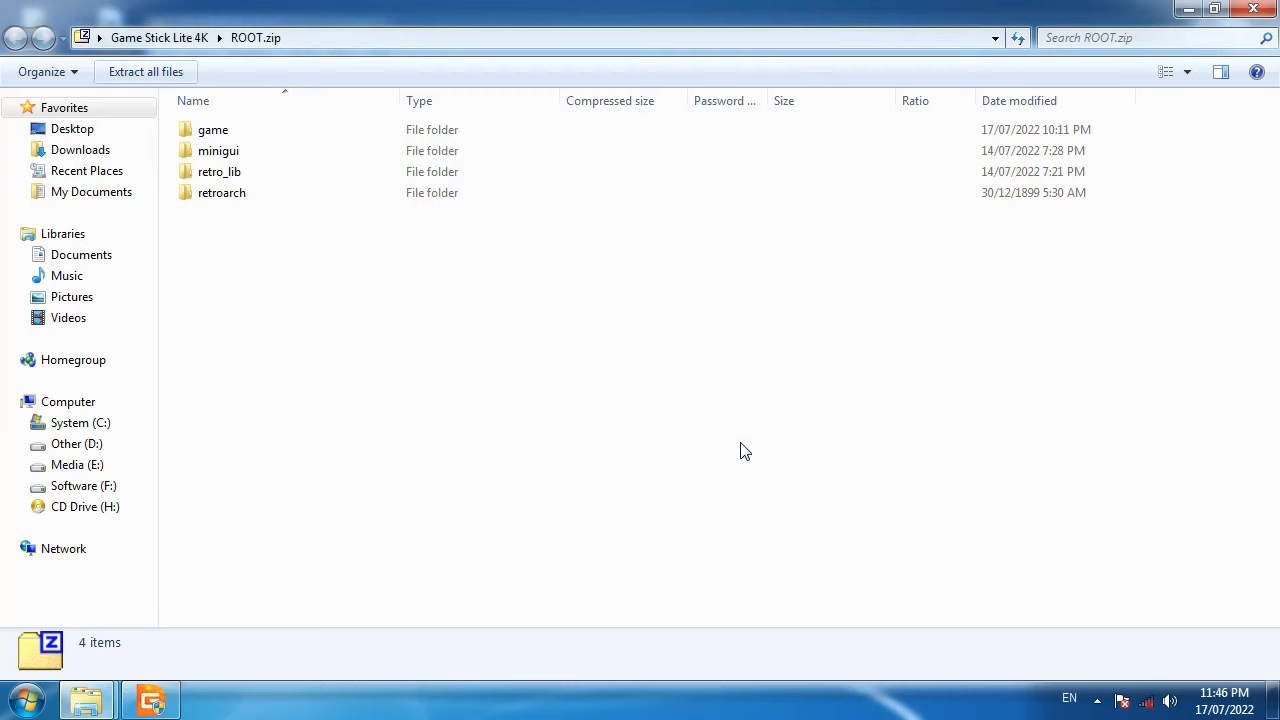 Game Stick Lite 4K ROOT.zip
Search ROOT.zip
Organize Extract all files
Name Type Compressed size Password ... Size Ratio Date modified
Favorites
Desktop
Downloads
Recent Places
My Documents
Libraries
Documents
Music
Pictures
Videos
Homegroup
Computer
System (C:)
Other (D:)
Media (E:)
Software (F:)
CD Drive (H:)
Network
game File folder 17/07/2022 10:11 PM
minigui File folder 14/07/2022 7:28 PM
retro_lib File folder 14/07/2022 7:21 PM
retroarch File folder 30/12/1899 5:30 AM
Z
4 items
EN
11:46 PM
17/07/2022